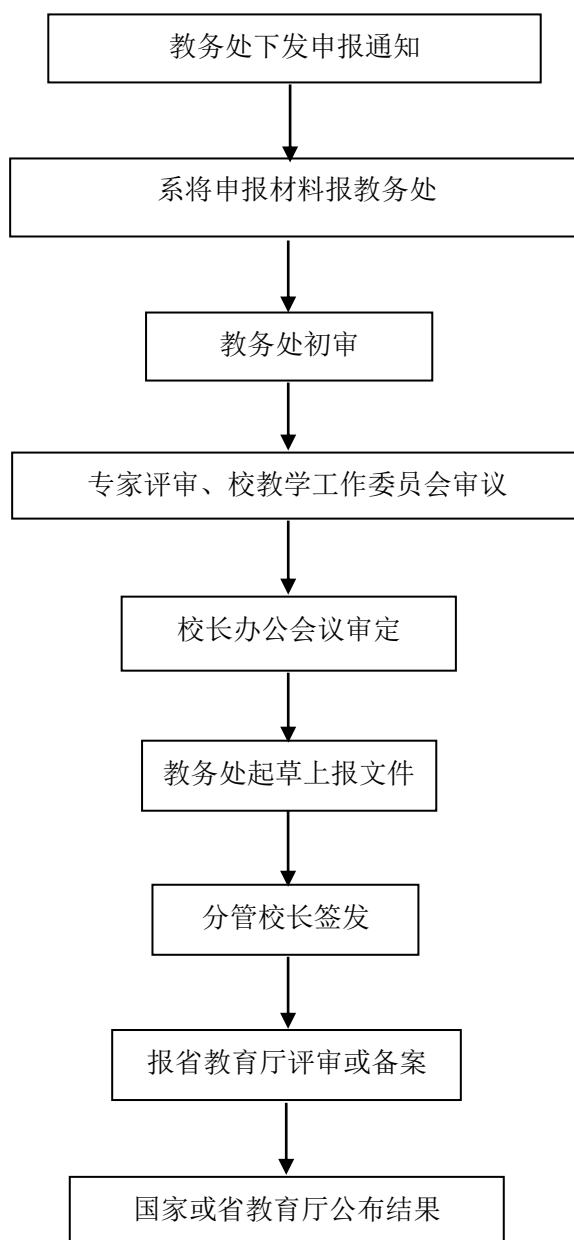 教务处下发申报通知
系将申报材料报教务处
教务处初审
专家评审、校教学工作委员会审议
校长办公会议审定
教务处起草上报文件
分管校长签发
报省教育厅评审或备案
国家或省教育厅公布结果